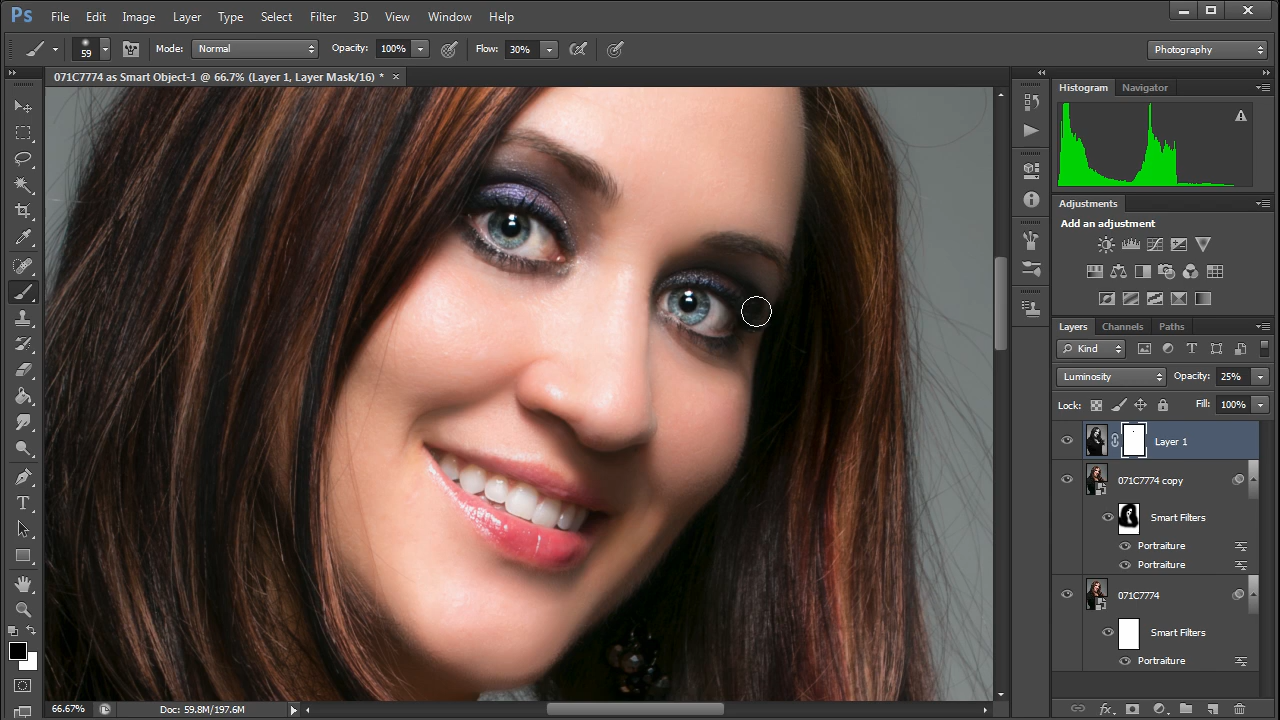 Ps File Edit Image Layer Type Select Filter 3D View Window Help
59 Mode: Normal Opacity: 100% Flow: 30% Photography
071C7774 as Smart Object-1 @ 66.7% (Layer 1, Layer Mask/16) *
Histogram Navigator
Adjustments
Add an adjustment
Layers Channels Paths
Kind
Luminosity Opacity: 25%
Lock: Fill: 100%
Layer 1
071C7774 copy
Smart Filters
Portraiture
Portraiture
071C7774
Smart Filters
Portraiture
66.67% Doc: 59.8M/197.6M